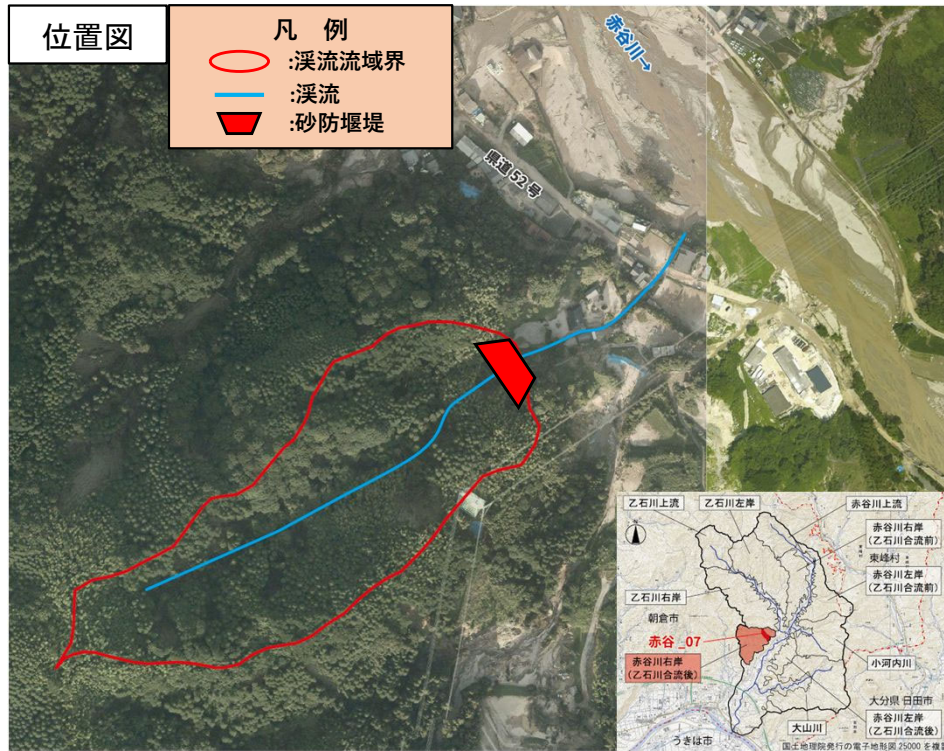 位置図
凡 例
:渓流流域界
:渓流
:砂防堰堤
赤谷川→
県道52号
乙石川上流
乙石川左岸
赤谷川上流
赤谷川右岸
(乙石川合流前)
東峰村
赤谷川左岸
(乙石川合流前)
乙石川右岸
朝倉市
赤谷_07
赤谷川右岸
(乙石川合流後)
小河内川
大分県 日田市
大山川
赤谷川左岸
(乙石川合流後)
うきは市
国土地理院発行の電子地形図25000を